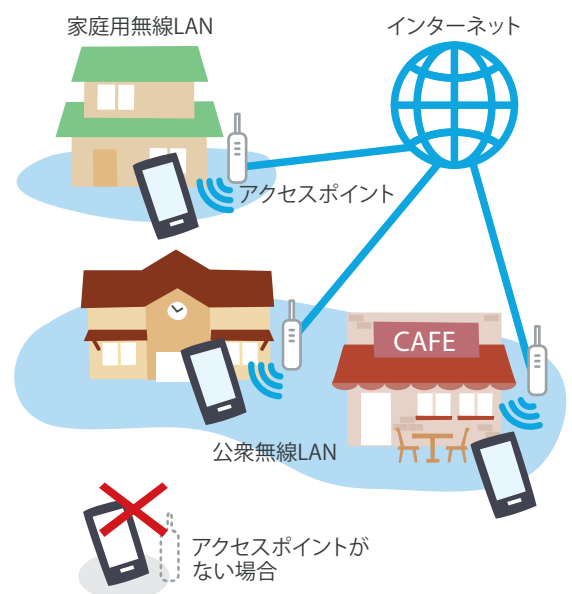 家庭用無線LAN
インターネット
アクセスポイント
CAFE
公衆無線LAN
アクセスポイントが
ない場合